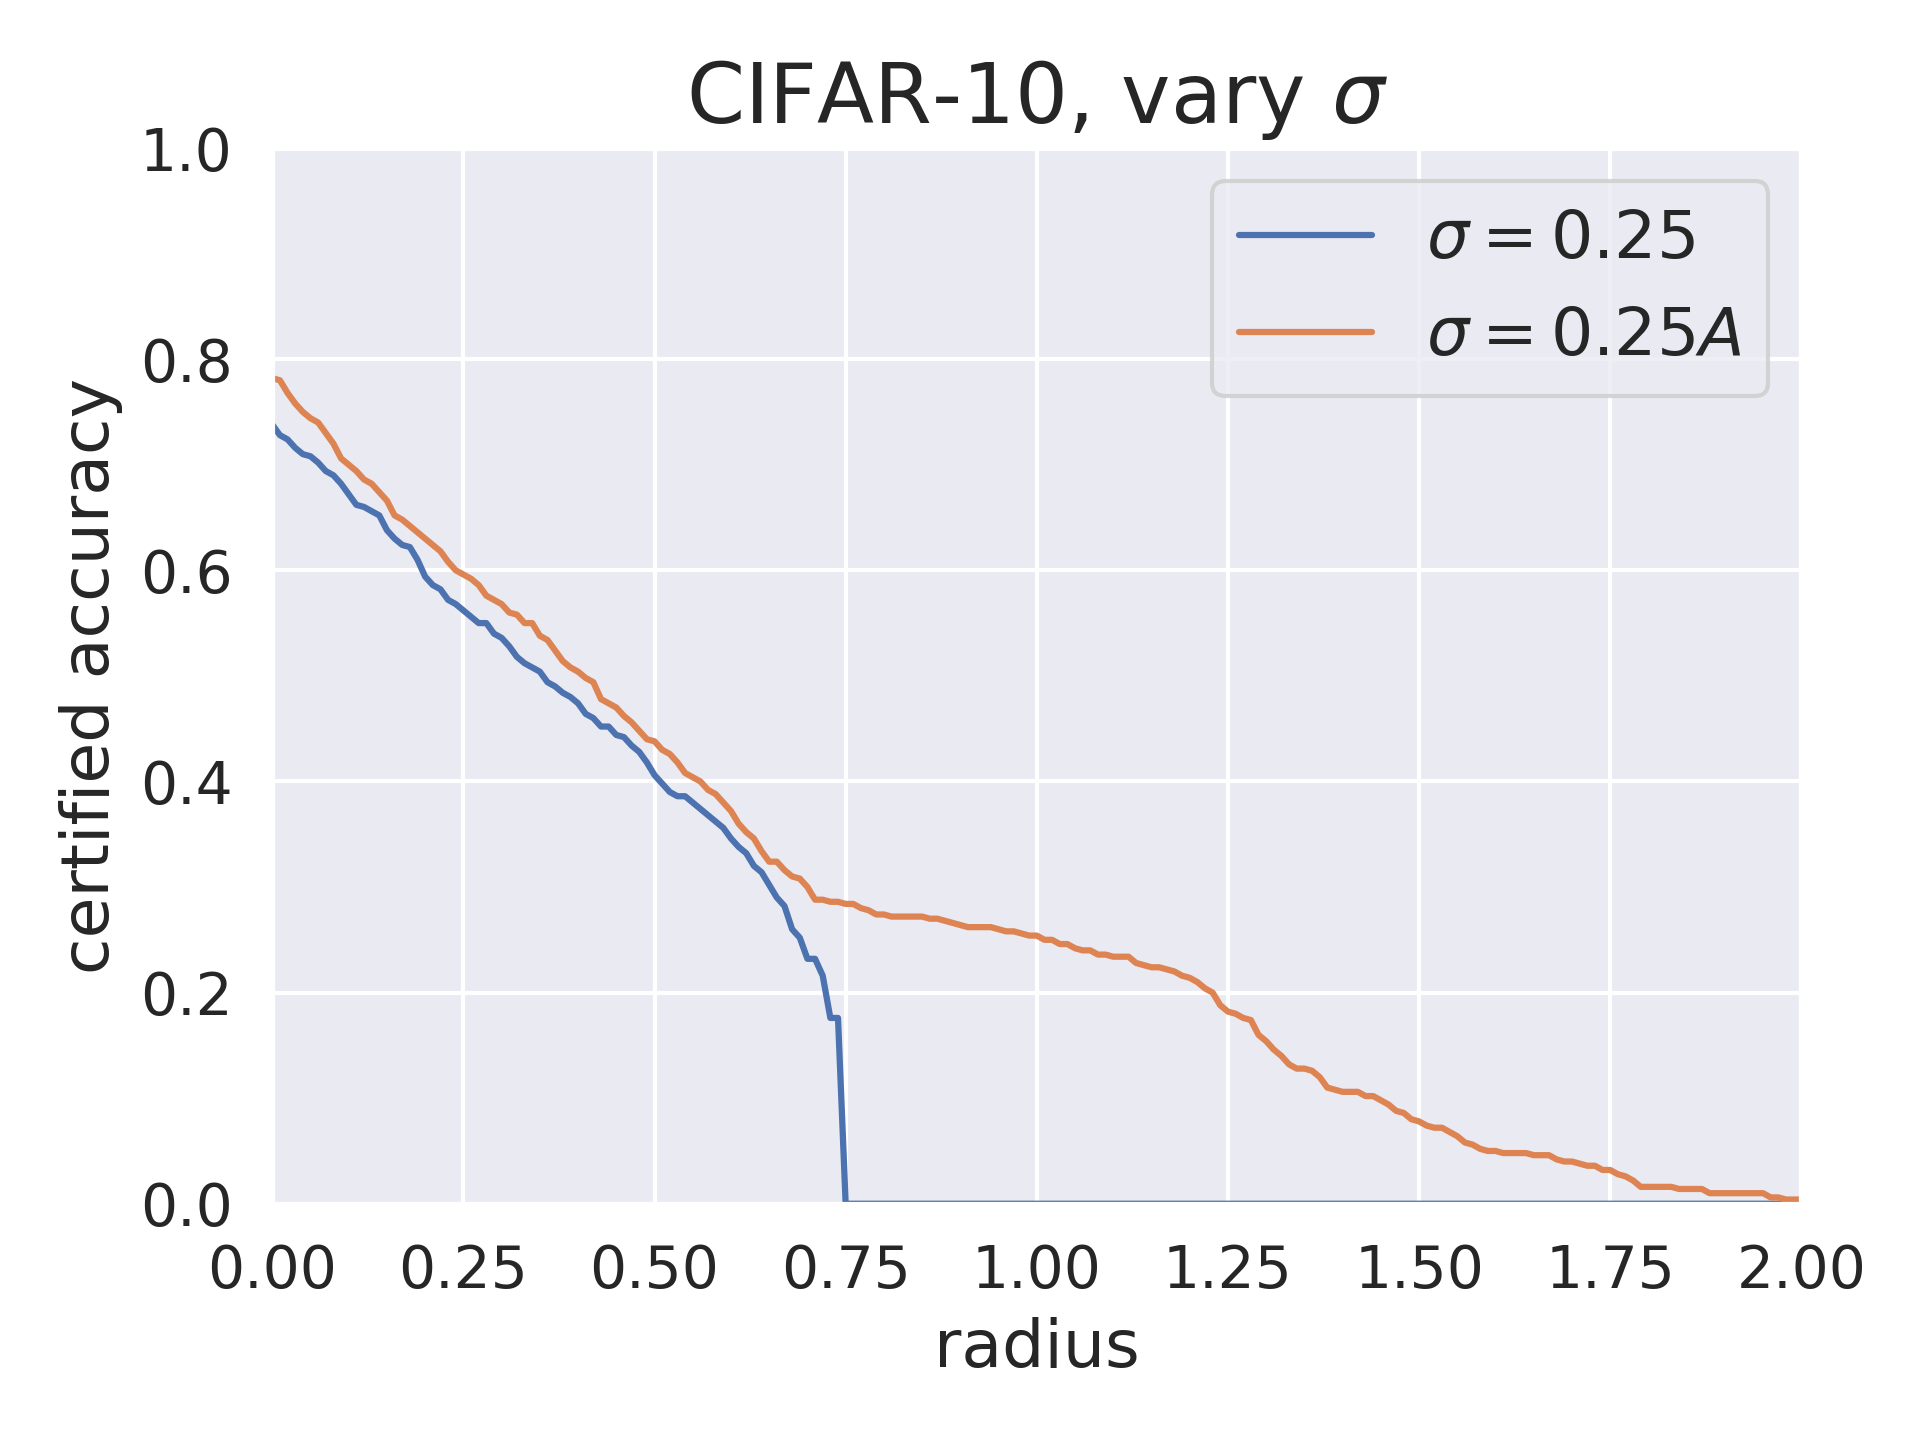 CIFAR-10, vary σ
1.0
0.8
0.6
0.4
0.2
0.0
certified accuracy
σ = 0.25
σ = 0.25A
0.00 0.25 0.50 0.75 1.00 1.25 1.50 1.75 2.00
radius